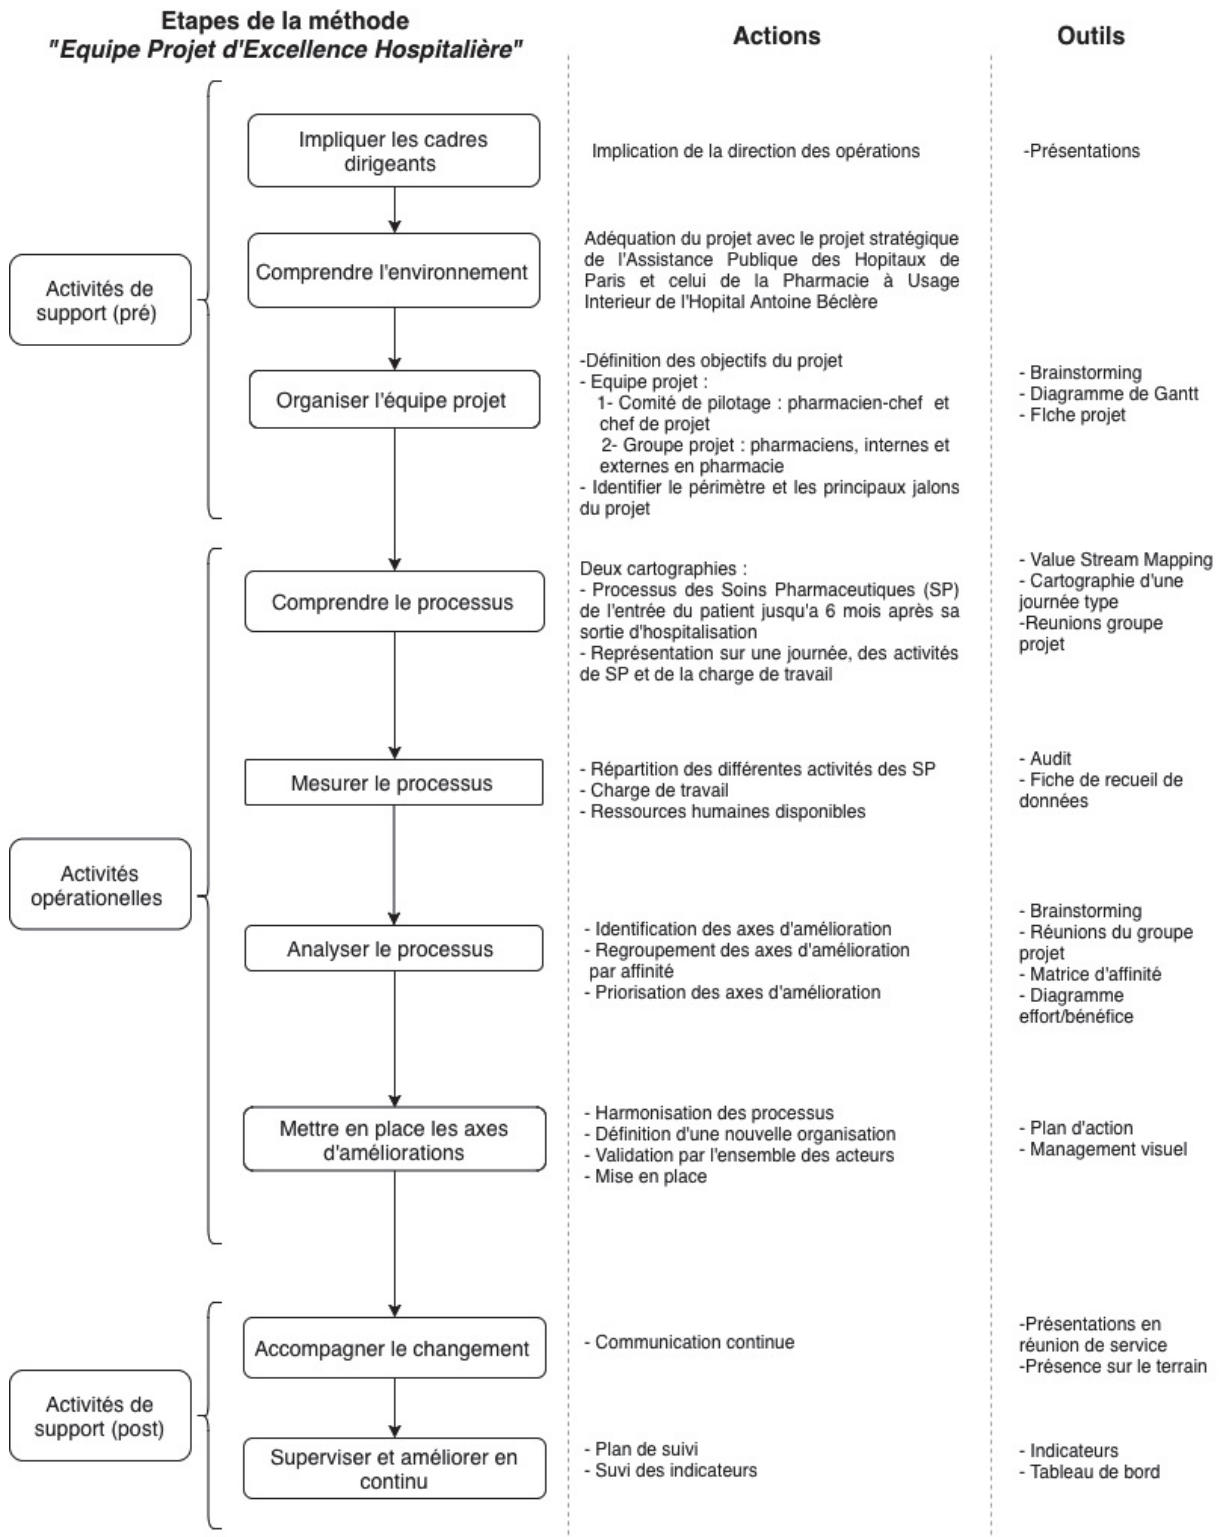 Etapes de la méthode
"Equipe Projet d'Excellence Hospitalière"
Actions
Outils
Activités de
support (pré)
Impliquer les cadres
dirigeants
Implication de la direction des opérations
-Présentations
Comprendre l'environnement
Adéquation du projet avec le projet stratégique
de l'Assistance Publique des Hopitaux de
Paris et celui de la Pharmacie à Usage
Interieur de l'Hopital Antoine Béclère
Organiser l'équipe projet
-Définition des objectifs du projet
- Equipe projet :
1- Comité de pilotage : pharmacien-chef et
chef de projet
2- Groupe projet : pharmaciens, internes et
externes en pharmacie
- Identifier le périmètre et les principaux jalons
du projet
- Brainstorming
- Diagramme de Gantt
- FIche projet
Activités
opérationelles
Comprendre le processus
Deux cartographies :
- Processus des Soins Pharmaceutiques (SP)
de l'entrée du patient jusqu'a 6 mois après sa
sortie d'hospitalisation
- Représentation sur une journée, des activités
de SP et de la charge de travail
- Value Stream Mapping
- Cartographie d'une
journée type
-Reunions groupe
projet
Mesurer le processus
- Répartition des différentes activités des SP
- Charge de travail
- Ressources humaines disponibles
- Audit
- Fiche de recueil de
données
Analyser le processus
- Identification des axes d'amélioration
- Regroupement des axes d'amélioration
par affinité
- Priorisation des axes d'amélioration
- Brainstorming
- Réunions du groupe
projet
- Matrice d'affinité
- Diagramme
effort/bénéfice
Mettre en place les axes
d'améliorations
- Harmonisation des processus
- Définition d'une nouvelle organisation
- Validation par l'ensemble des acteurs
- Mise en place
- Plan d'action
- Management visuel
Activités de
support (post)
Accompagner le changement
- Communication continue
-Présentations en
réunion de service
-Présence sur le terrain
Superviser et améliorer en
continu
- Plan de suivi
- Suvi des indicateurs
- Indicateurs
- Tableau de bord